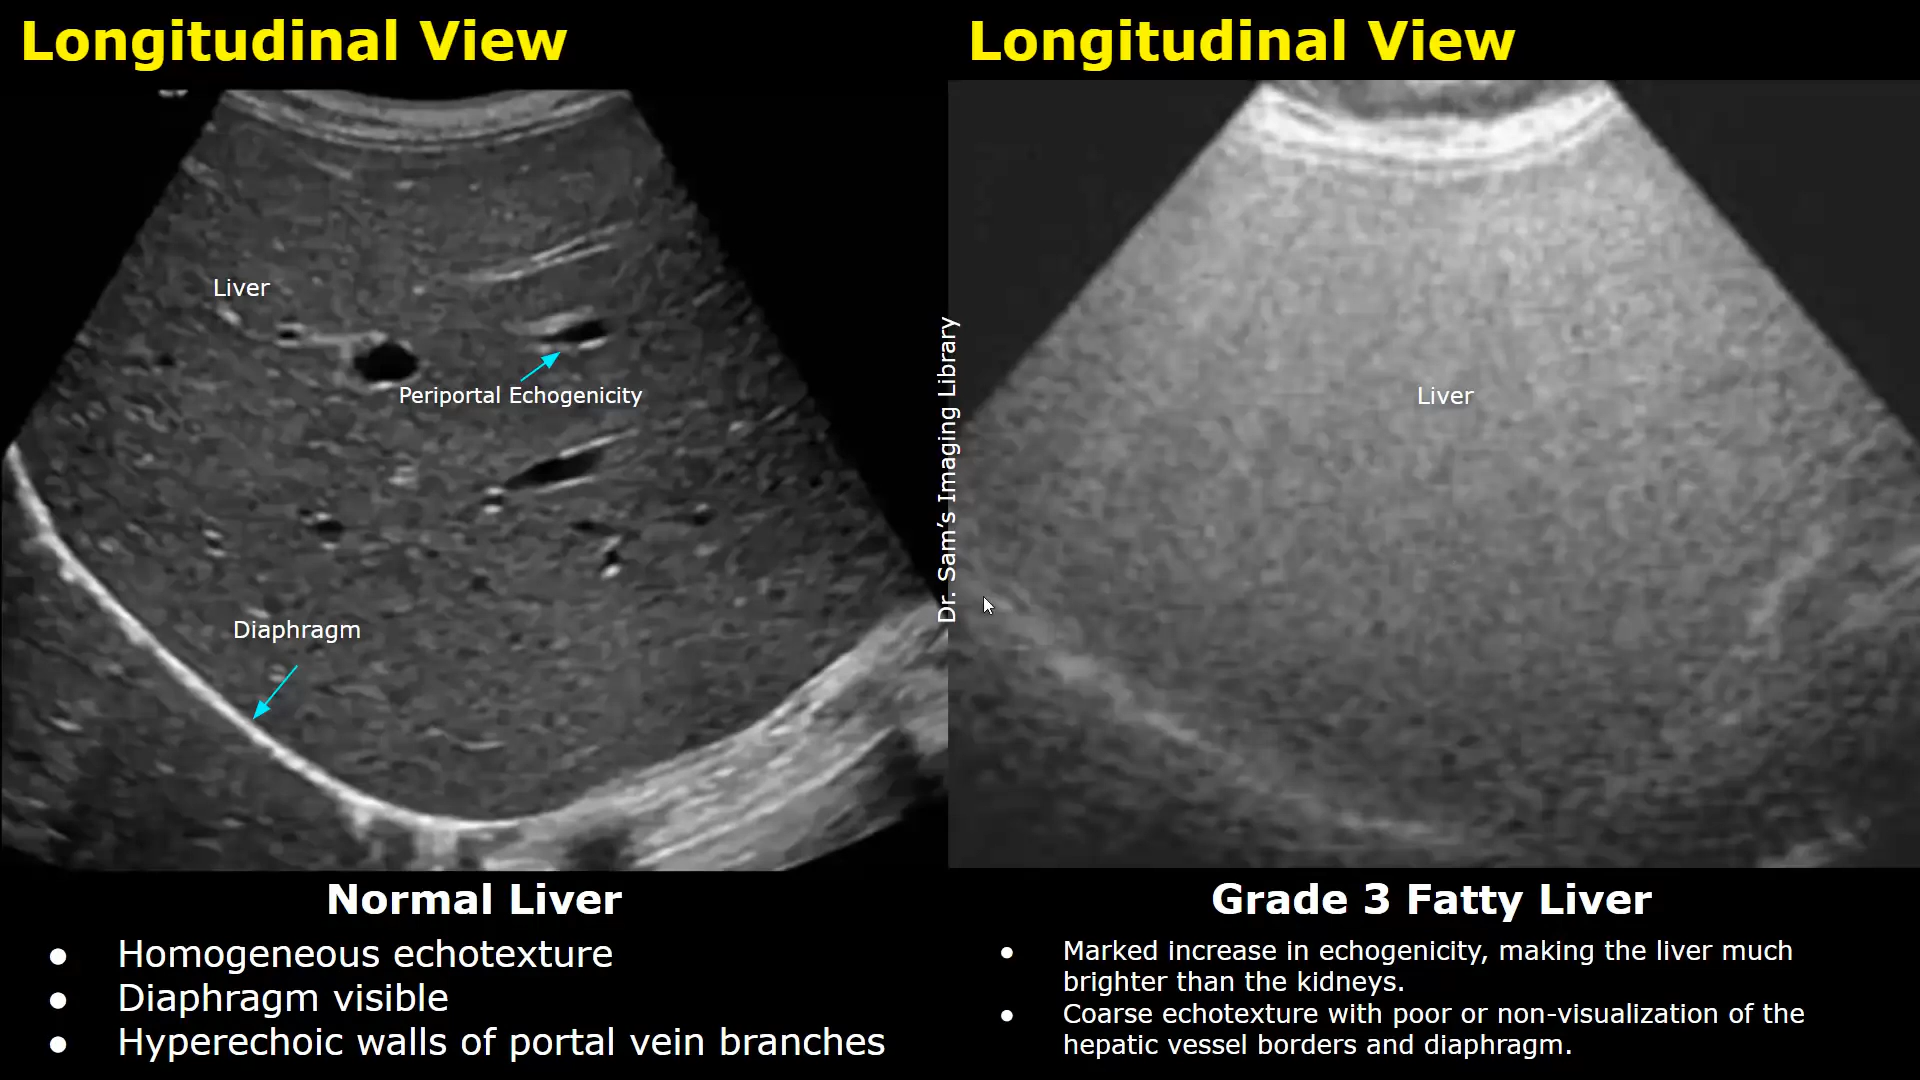 Longitudinal View
Liver
Periportal Echogenicity
Diaphragm
Normal Liver
● Homogeneous echotexture
● Diaphragm visible
● Hyperechoic walls of portal vein branches
Dr. Sam’s Imaging Library
Longitudinal View
Liver
Grade 3 Fatty Liver
● Marked increase in echogenicity, making the liver much
brighter than the kidneys.
● Coarse echotexture with poor or non-visualization of the
hepatic vessel borders and diaphragm.